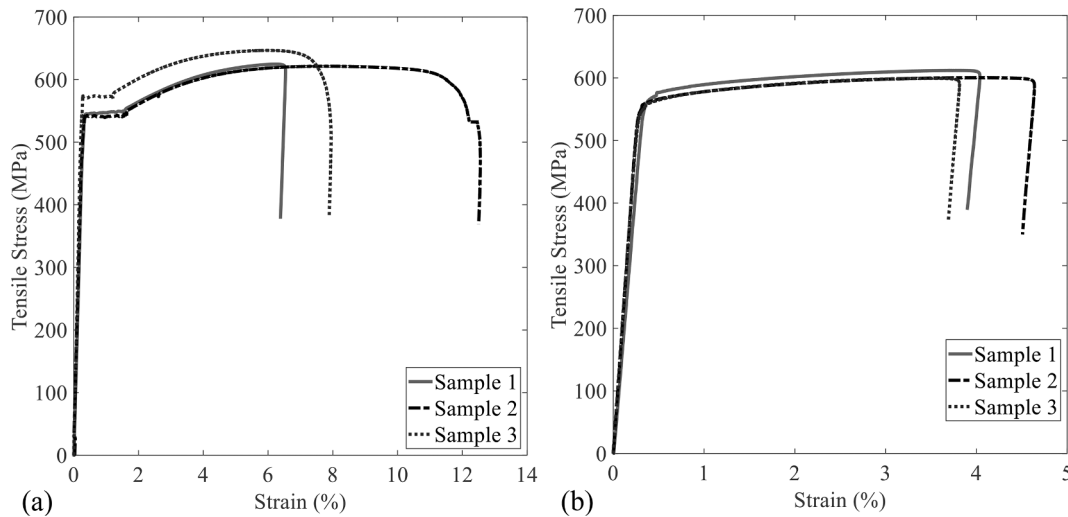 700
600
500
400
300
200
100
0
Tensile Stress (MPa)
0 2 4 6 8 10 12 14
Strain (%)
Sample 1
Sample 2
Sample 3
(a)
700
600
500
400
300
200
100
0
Tensile Stress (MPa)
0 1 2 3 4 5
Strain (%)
Sample 1
Sample 2
Sample 3
(b)